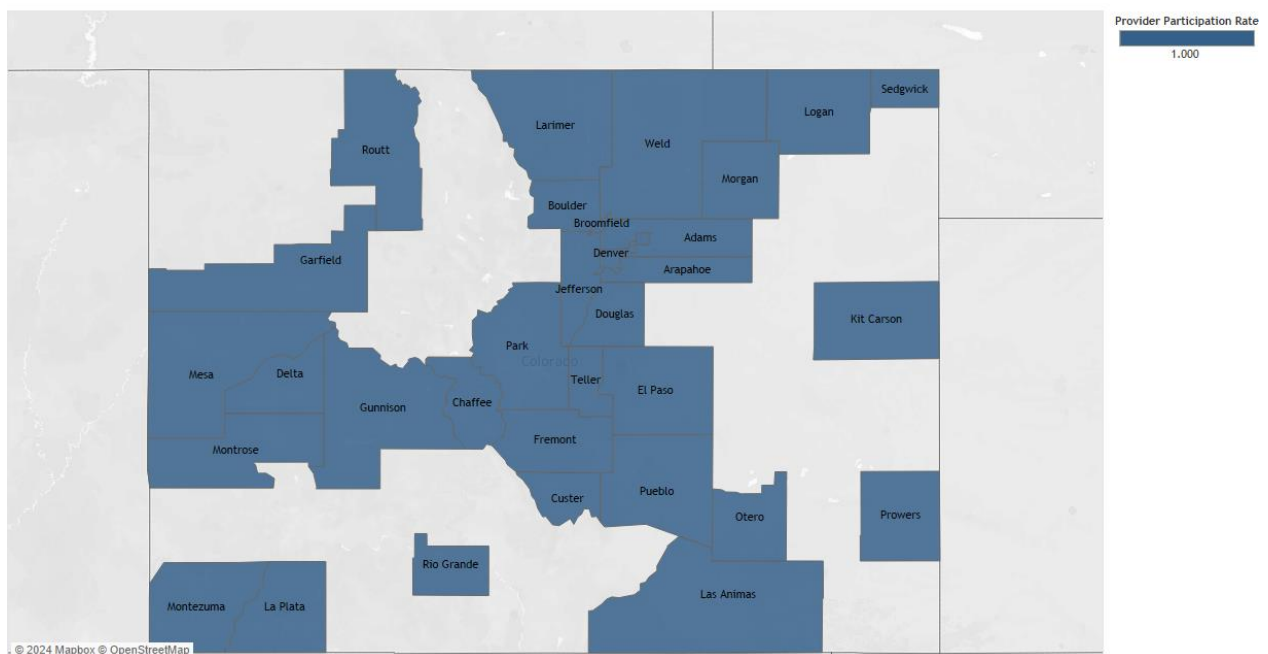 Provider Participation Rate
1.000
Sedgwick
Logan
Larimer
Weld
Routt
Morgan
Boulder
Broomfield
Adams
Denver
Garfield
Arapahoe
Jefferson
Douglas
Kit Carson
Park
Colorado
Mesa
Delta
Teller
El Paso
Gunnison
Chaffee
Fremont
Montrose
Pueblo
Custer
Otero
Prowers
Rio Grande
Las Animas
Montezuma
La Plata
© 2024 Mapbox © OpenStreetMap